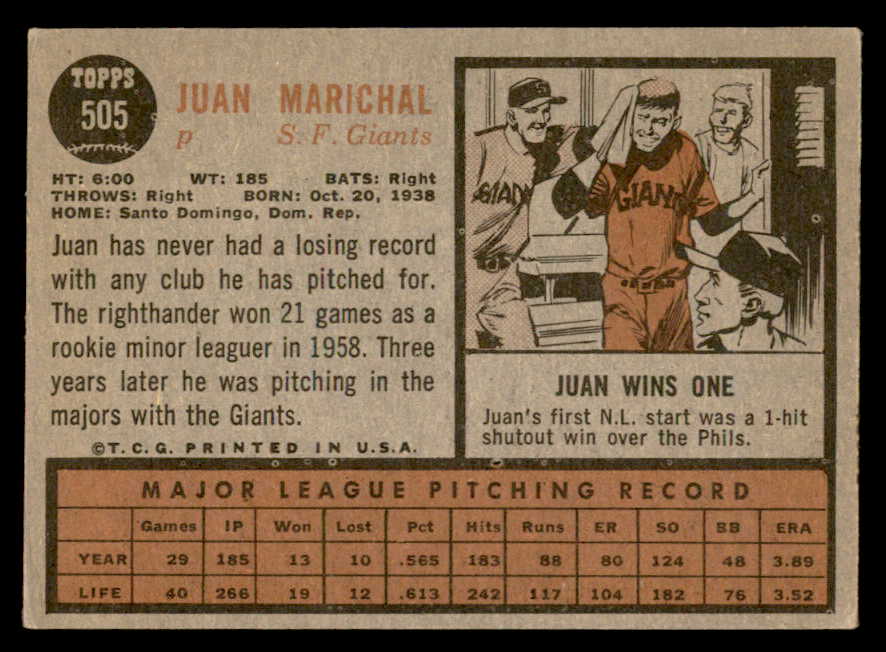 TOPPS
505
JUAN MARICHAL
p S. F. Giants
HT: 6:00 WT: 185 BATS: Right
THROWS: Right BORN: Oct. 20, 1938
HOME: Santo Domingo, Dom. Rep.
Juan has never had a losing record
with any club he has pitched for.
The righthander won 21 games as a
rookie minor leaguer in 1958. Three
years later he was pitching in the
majors with the Giants.
©T. C. G. PRINTED IN U.S.A.
GIAN
GIANT
JUAN WINS ONE
Juan's first N.L. start was a 1-hit
shutout win over the Phils.
MAJOR LEAGUE PITCHING RECORD
Games IP Won Lost Pct Hits Runs ER SO BB ERA
YEAR 29 185 13 10 .565 183 88 80 124 48 3.89
LIFE 40 266 19 12 .613 242 117 104 182 76 3.52